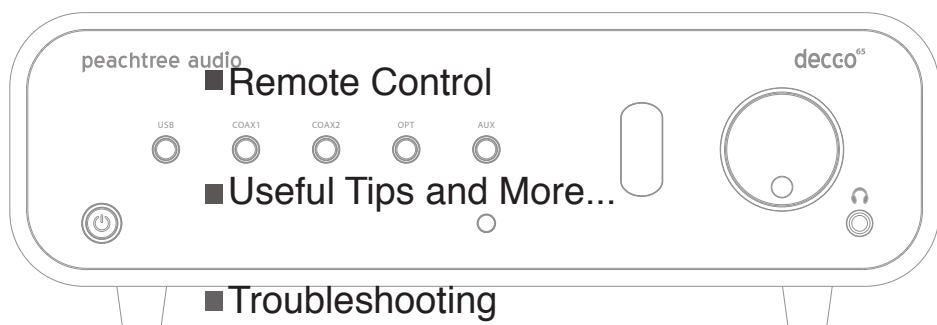 peachtree audio
decco65
Remote Control
USB COAX1 COAX2 OPT AUX
Useful Tips and More...
Troubleshooting